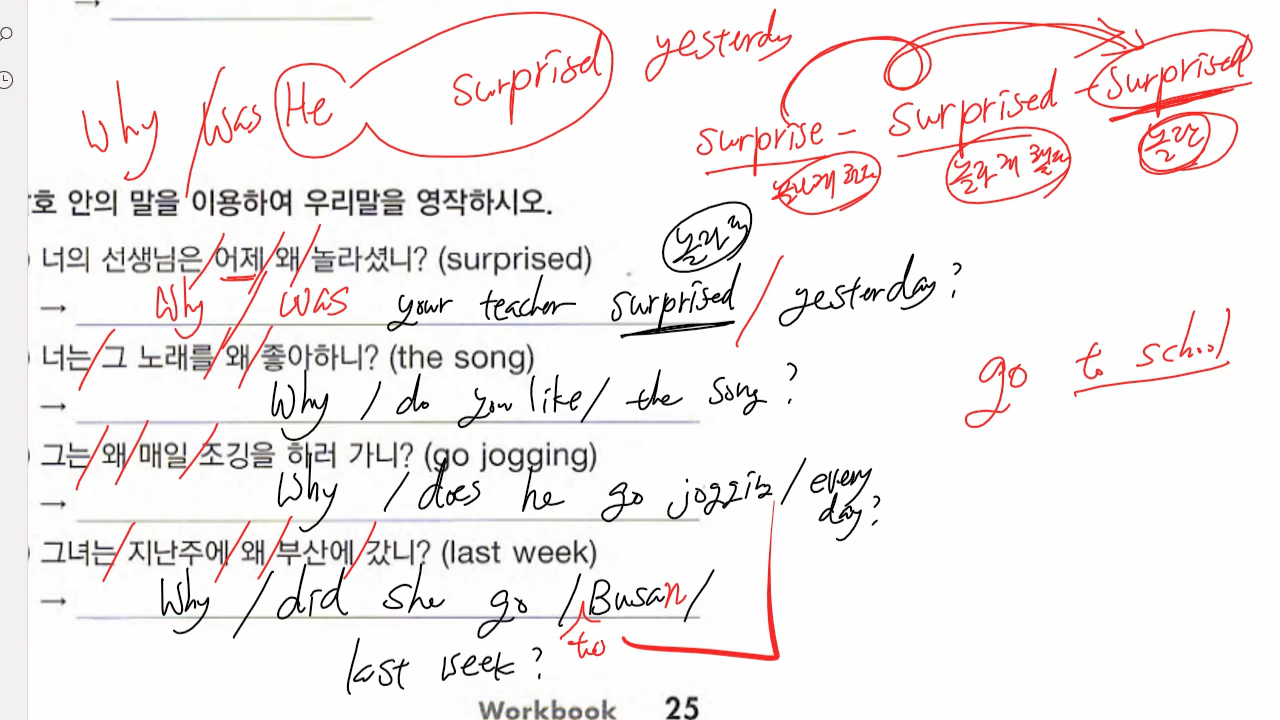 →
Why / was He surprised yesterday
surprise - surprised - surprised
놀라게 하다 놀라게 했다 놀란
호 안의 말을 이용하여 우리말을 영작하시오.
너의 선생님은 / 어제 / 왜 / 놀라셨니? (surprised)
놀라
→ Why / was your teacher surprised / yesterday?
너는 / 그 노래를 / 왜 / 좋아하니? (the song)
go to school
→ Why / do you like / the song?
그는 / 왜 / 매일 / 조깅을 하러 가니? (go jogging)
→ Why / does he go / every
day?
그녀는 / 지난주에 / 왜 / 부산에 / 갔니? (last week)
→ Why / did she go / Busan /
to
last week?
Workbook 25